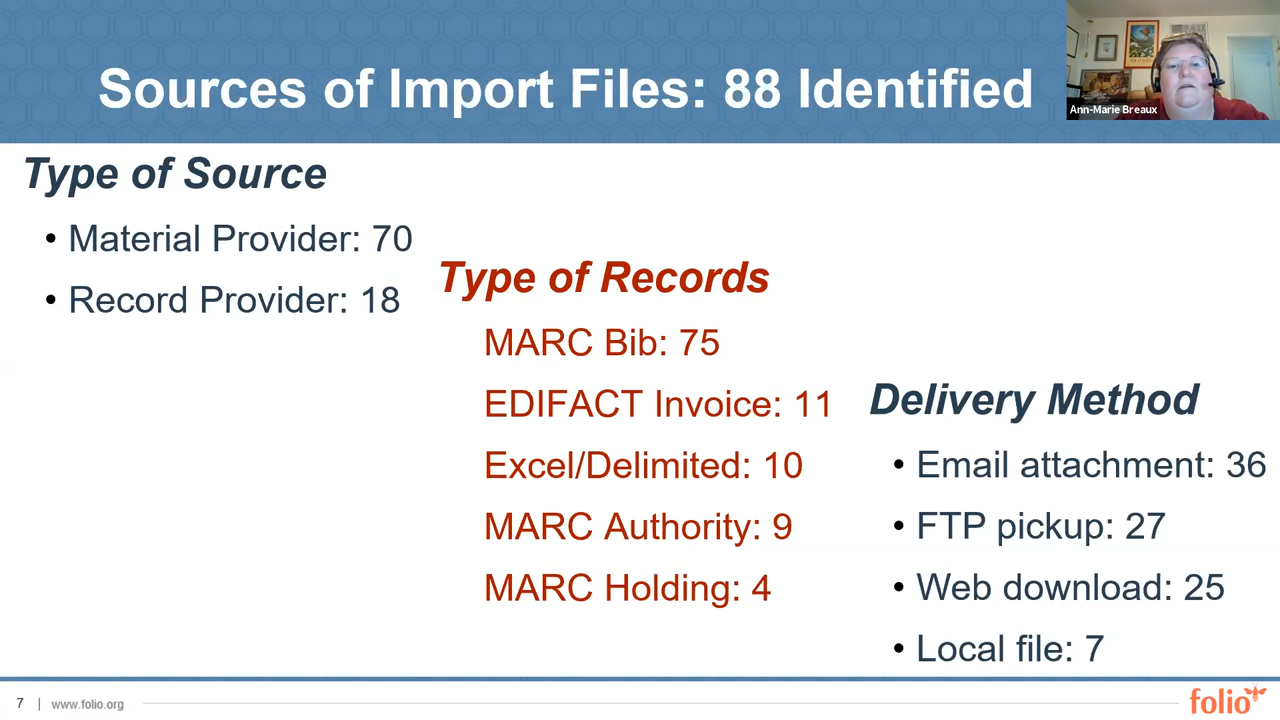 Sources of Import Files: 88 Identified
Ann-Marie Breaux
Type of Source
• Material Provider: 70
• Record Provider: 18
Type of Records
MARC Bib: 75
EDIFACT Invoice: 11
Excel/Delimited: 10
MARC Authority: 9
MARC Holding: 4
Delivery Method
• Email attachment: 36
• FTP pickup: 27
• Web download: 25
• Local file: 7
7 | www.folio.org
folio